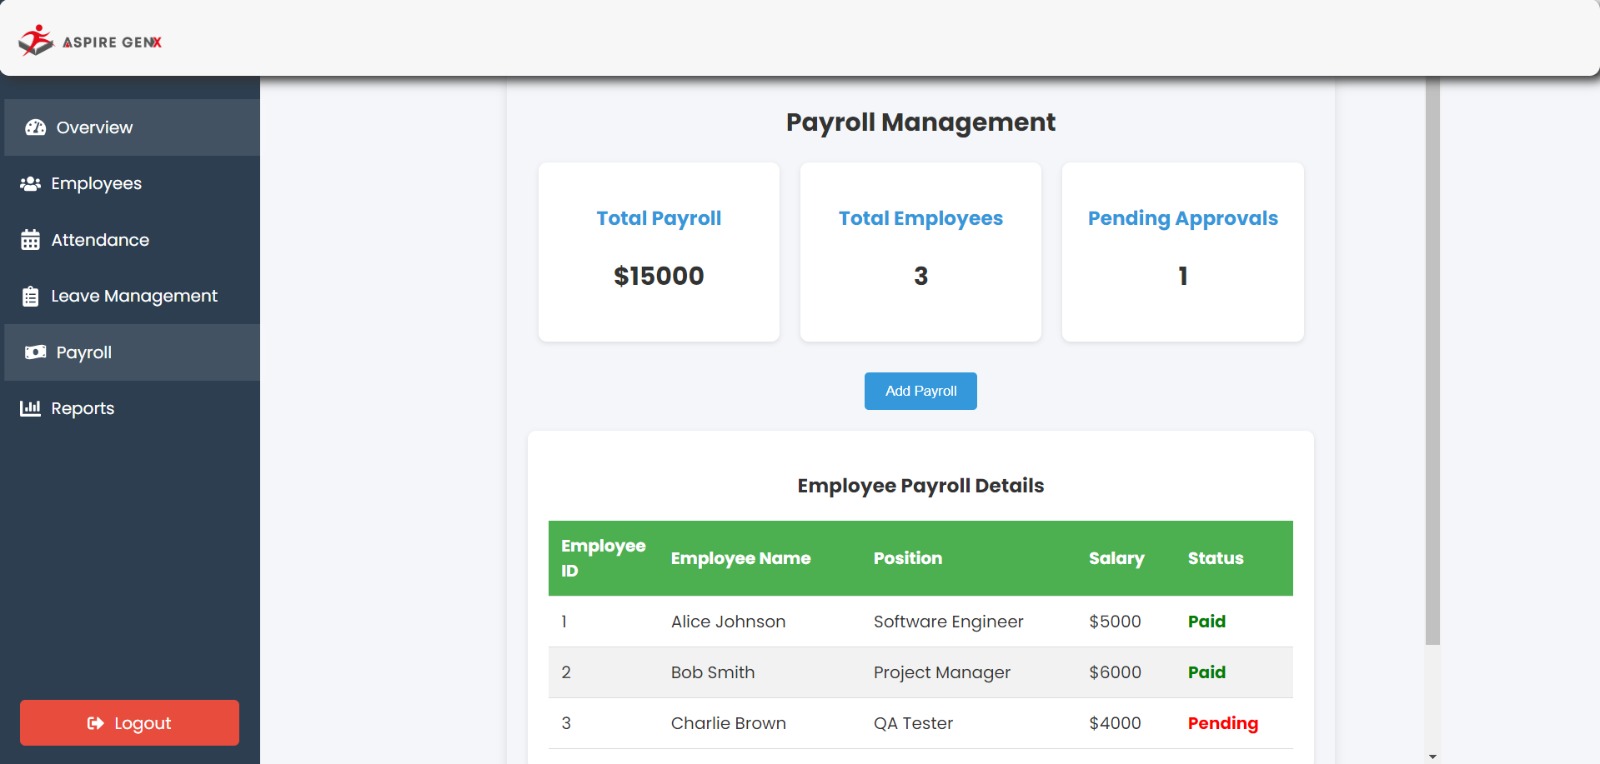 ASPIRE GENX
Overview
Employees
Attendance
Leave Management
Payroll
Reports
Logout
Payroll Management
Total Payroll
$15000
Total Employees
3
Pending Approvals
1
Add Payroll
Employee Payroll Details
Employee ID Employee Name Position Salary Status
1 Alice Johnson Software Engineer $5000 Paid
2 Bob Smith Project Manager $6000 Paid
3 Charlie Brown QA Tester $4000 Pending